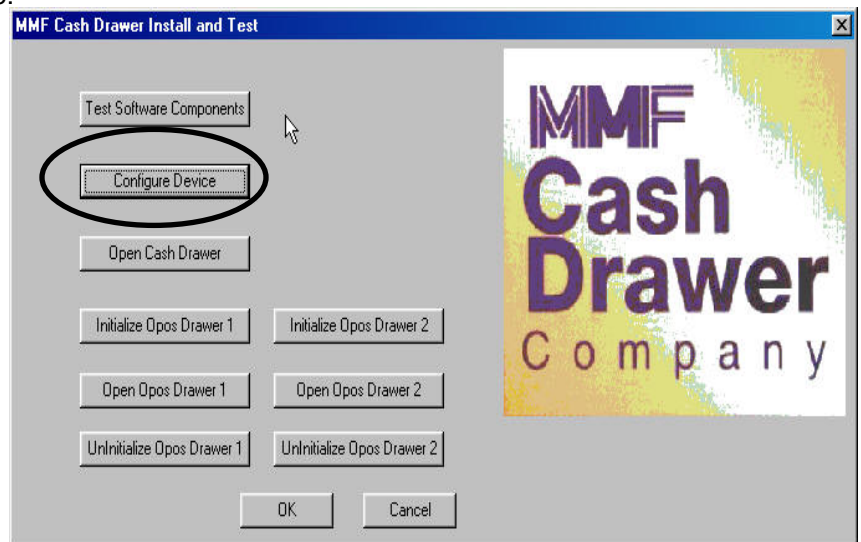 MMF Cash Drawer Install and Test
Test Software Components
Configure Device
Open Cash Drawer
Initialize Opos Drawer 1
Initialize Opos Drawer 2
Open Opos Drawer 1
Open Opos Drawer 2
UnInitialize Opos Drawer 1
UnInitialize Opos Drawer 2
OK
Cancel
MMF
Cash
Drawer
Company